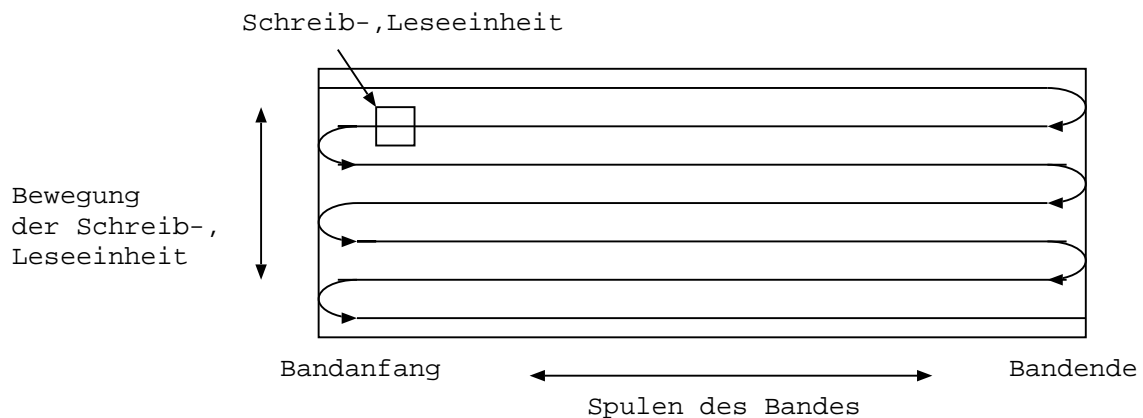 Schreib-,Leseeinheit
Bewegung
der Schreib-,
Leseeinheit
Bandanfang
Bandende
Spulen des Bandes